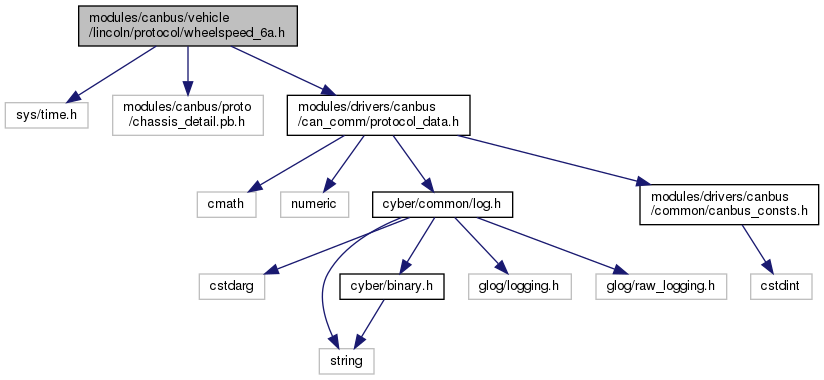 modules/canbus/vehicle
/lincoln/protocol/wheelspeed_6a.h
sys/time.h
modules/canbus/proto
/chassis_detail.pb.h
modules/drivers/canbus
/can_comm/protocol_data.h
cmath
numeric
cyber/common/log.h
modules/drivers/canbus
/common/canbus_consts.h
cstdarg
cyber/binary.h
glog/logging.h
glog/raw_logging.h
cstdint
string